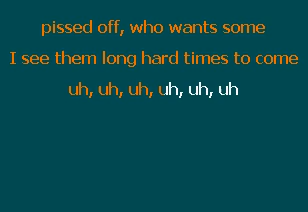 pissed off, who wants some
I see them long hard times to come
uh, uh, uh, uh, uh, uh